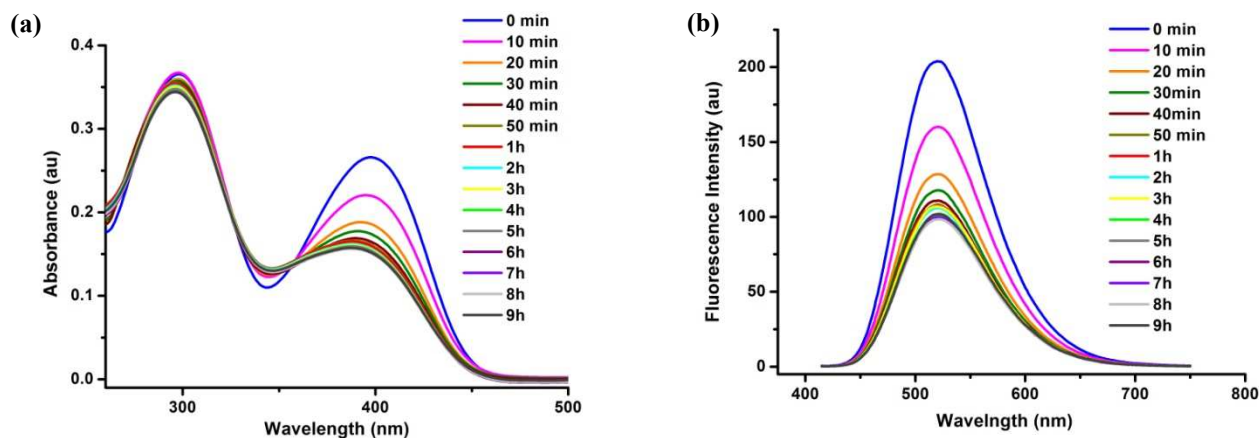 (a)
0.4
0.3
0.2
0.1
0.0
Absorbance (au)
300
400
500
Wavelength (nm)
0 min
10 min
20 min
30 min
40 min
50 min
1h
2h
3h
4h
5h
6h
7h
8h
9h
(b)
200
150
100
50
0
Fluorescence Intensity (au)
400
500
600
700
800
Wavelngth (nm)
0 min
10 min
20 min
30min
40min
50 min
1h
2h
3h
4h
5h
6h
7h
8h
9h